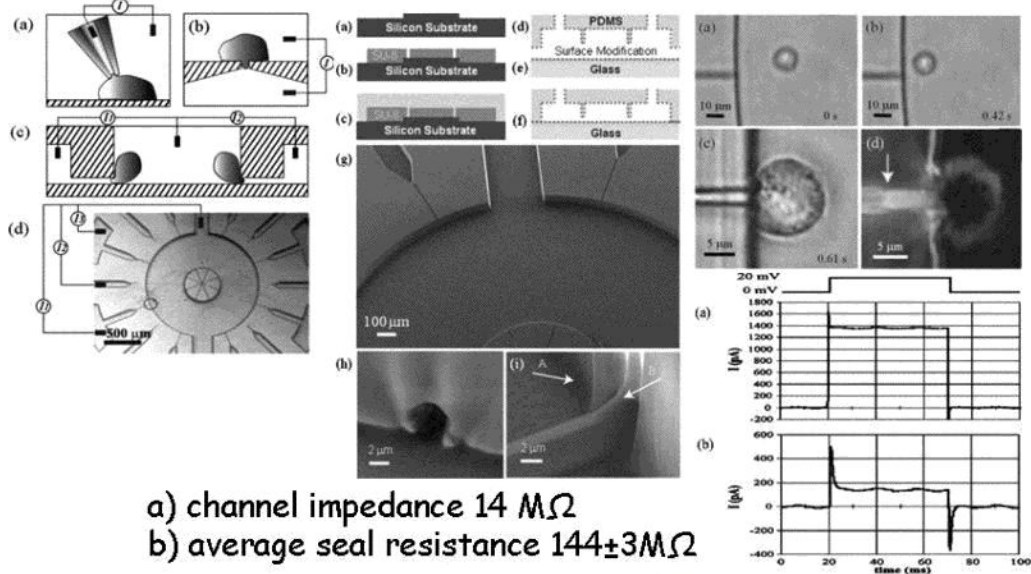 (a)
I
(b)
I
(c)
I1
I2
(d)
I3
I2
I1
500 μm
(a)
Silicon Substrate
(b)
SU-8
Silicon Substrate
(c)
SU-8
Silicon Substrate
(d)
PDMS
Surface Modification
(e)
Glass
(f)
Glass
(g)
100 μm
(h)
2 μm
(i)
A
B
2 μm
(a)
10 μm
0 s
(b)
10 μm
0.42 s
(c)
5 μm
0.61 s
(d)
5 μm
20 mV
0 mV
(a)
I (pA)
1800
1600
1400
1200
1000
800
600
400
200
0
-200
(b)
I (pA)
600
400
200
0
-200
-400
0 20 40 60 80 100
time (ms)
a) channel impedance 14 MΩ
b) average seal resistance 144±3MΩ